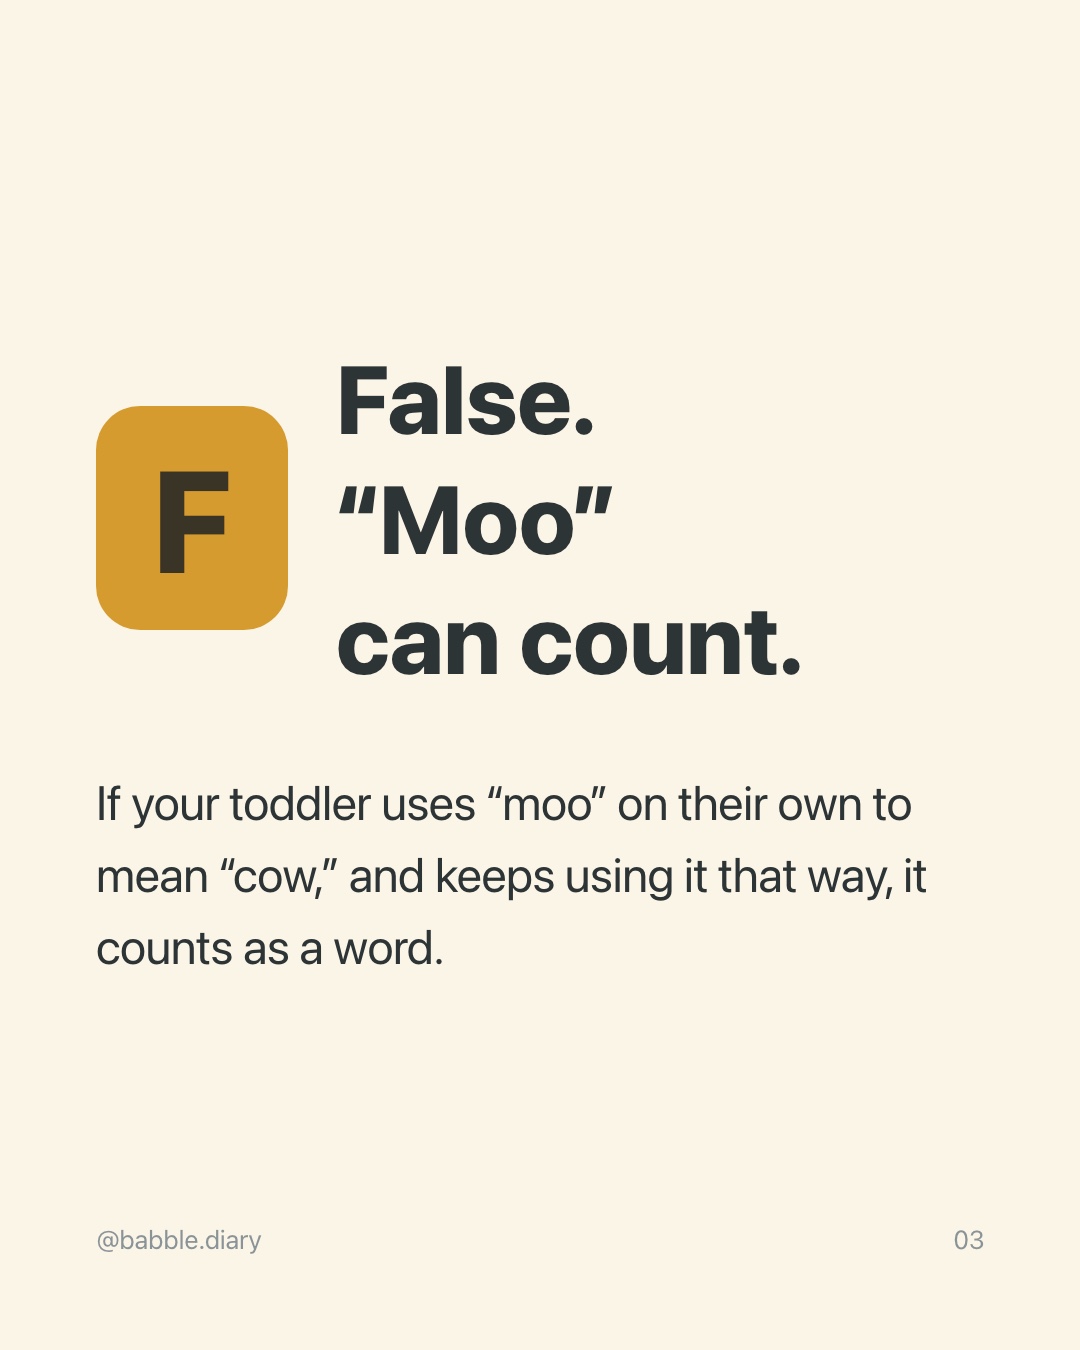 F
False.
“Moo”
can count.
If your toddler uses “moo” on their own to
mean “cow,” and keeps using it that way, it
counts as a word.
@babble.diary
03